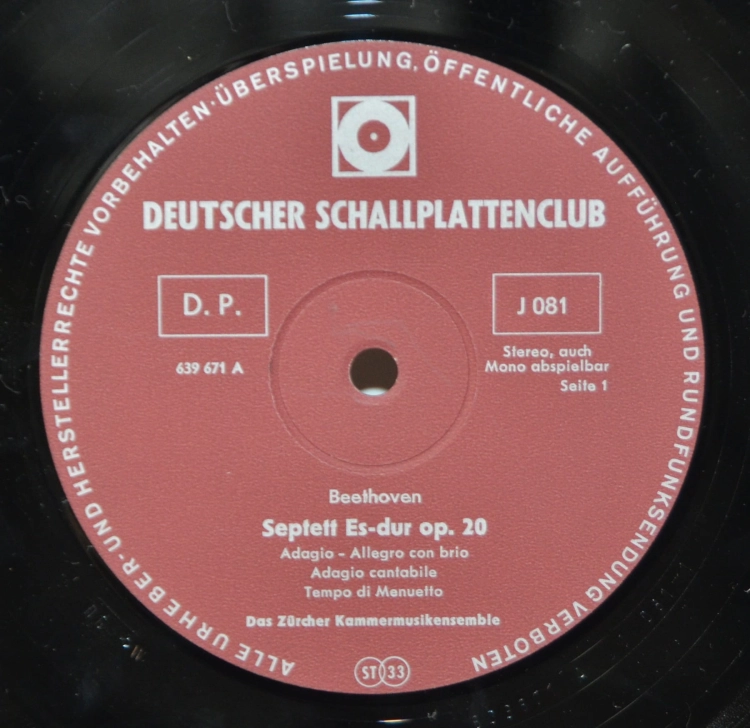 ALLE URHEBER- UND HERSTELLERRECHTE VORBEHALTEN·ÜBERSPIELUNG, ÖFFENTLICHE AUFFÜHRUNG UND RUNDFUNKSENDUNG VERBOTEN
DEUTSCHER SCHALLPLATTENCLUB
D. P.
J 081
639 671 A
Stereo, auch
Mono abspielbar
Seite 1
Beethoven
Septett Es-dur op. 20
Adagio - Allegro con brio
Adagio cantabile
Tempo di Menuetto
Das Zürcher Kammermusikensemble
ST 33